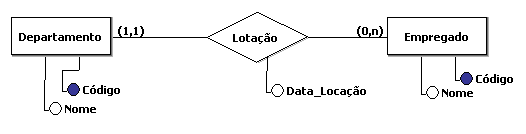 Departamento (1,1) Lotação (0,n) Empregado
Código
Nome
Data_Locação
Código
Nome